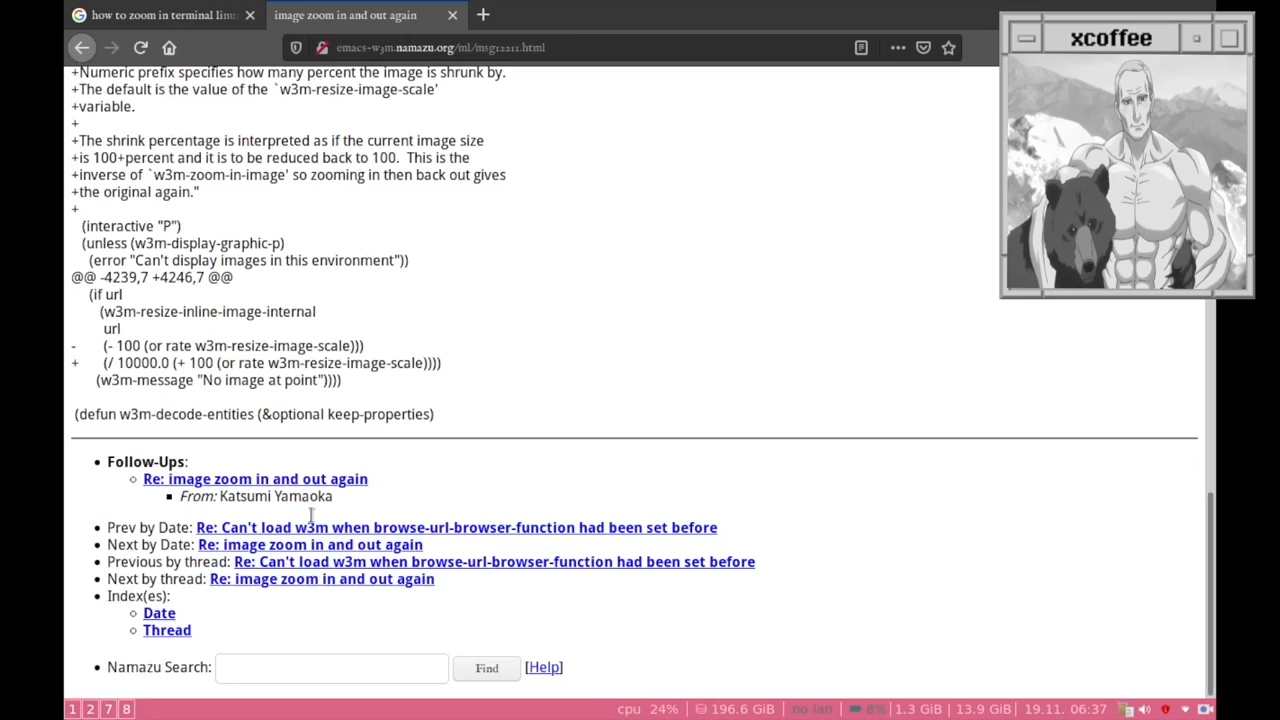 how to zoom in terminal linu
image zoom in and out again
emacs-w3m.namazu.org/ml/msg12211.html
xcoffee
+Numeric prefix specifies how many percent the image is shrunk by.
+The default is the value of the `w3m-resize-image-scale'
+variable.
+
+The shrink percentage is interpreted as if the current image size
+is 100+percent and it is to be reduced back to 100. This is the
+inverse of `w3m-zoom-in-image' so zooming in then back out gives
+the original again."
+
(interactive "P")
(unless (w3m-display-graphic-p)
(error "Can't display images in this environment"))
@@ -4239,7 +4246,7 @@
(if url
(w3m-resize-inline-image-internal
url
- (- 100 (or rate w3m-resize-image-scale)))
+ (/ 10000.0 (+ 100 (or rate w3m-resize-image-scale))))
(w3m-message "No image at point"))))
(defun w3m-decode-entities (&optional keep-properties)
Follow-Ups:
Re: image zoom in and out again
From: Katsumi Yamaoka
Prev by Date: Re: Can't load w3m when browse-url-browser-function had been set before
Next by Date: Re: image zoom in and out again
Previous by thread: Re: Can't load w3m when browse-url-browser-function had been set before
Next by thread: Re: image zoom in and out again
Index(es):
Date
Thread
Namazu Search: Find [Help]
1 2 7 8 cpu 24% 196.6 GiB no lan 8% 1.3 GiB 13.9 GiB 19.11. 06:37